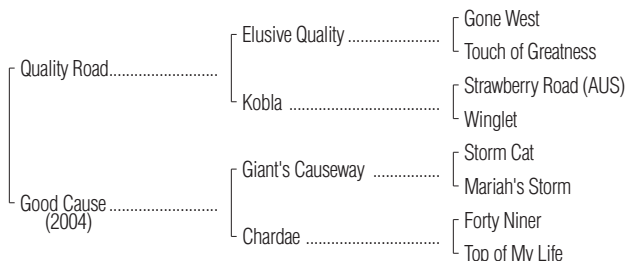 Gone West
Elusive Quality ........................
Touch of Greatness
Quality Road............................
Strawberry Road (AUS)
Kobla .......................................
Winglet
Storm Cat
Giant's Causeway .................
Mariah's Storm
Good Cause ............................
(2004)
Forty Niner
Chardae ..................................
Top of My Life